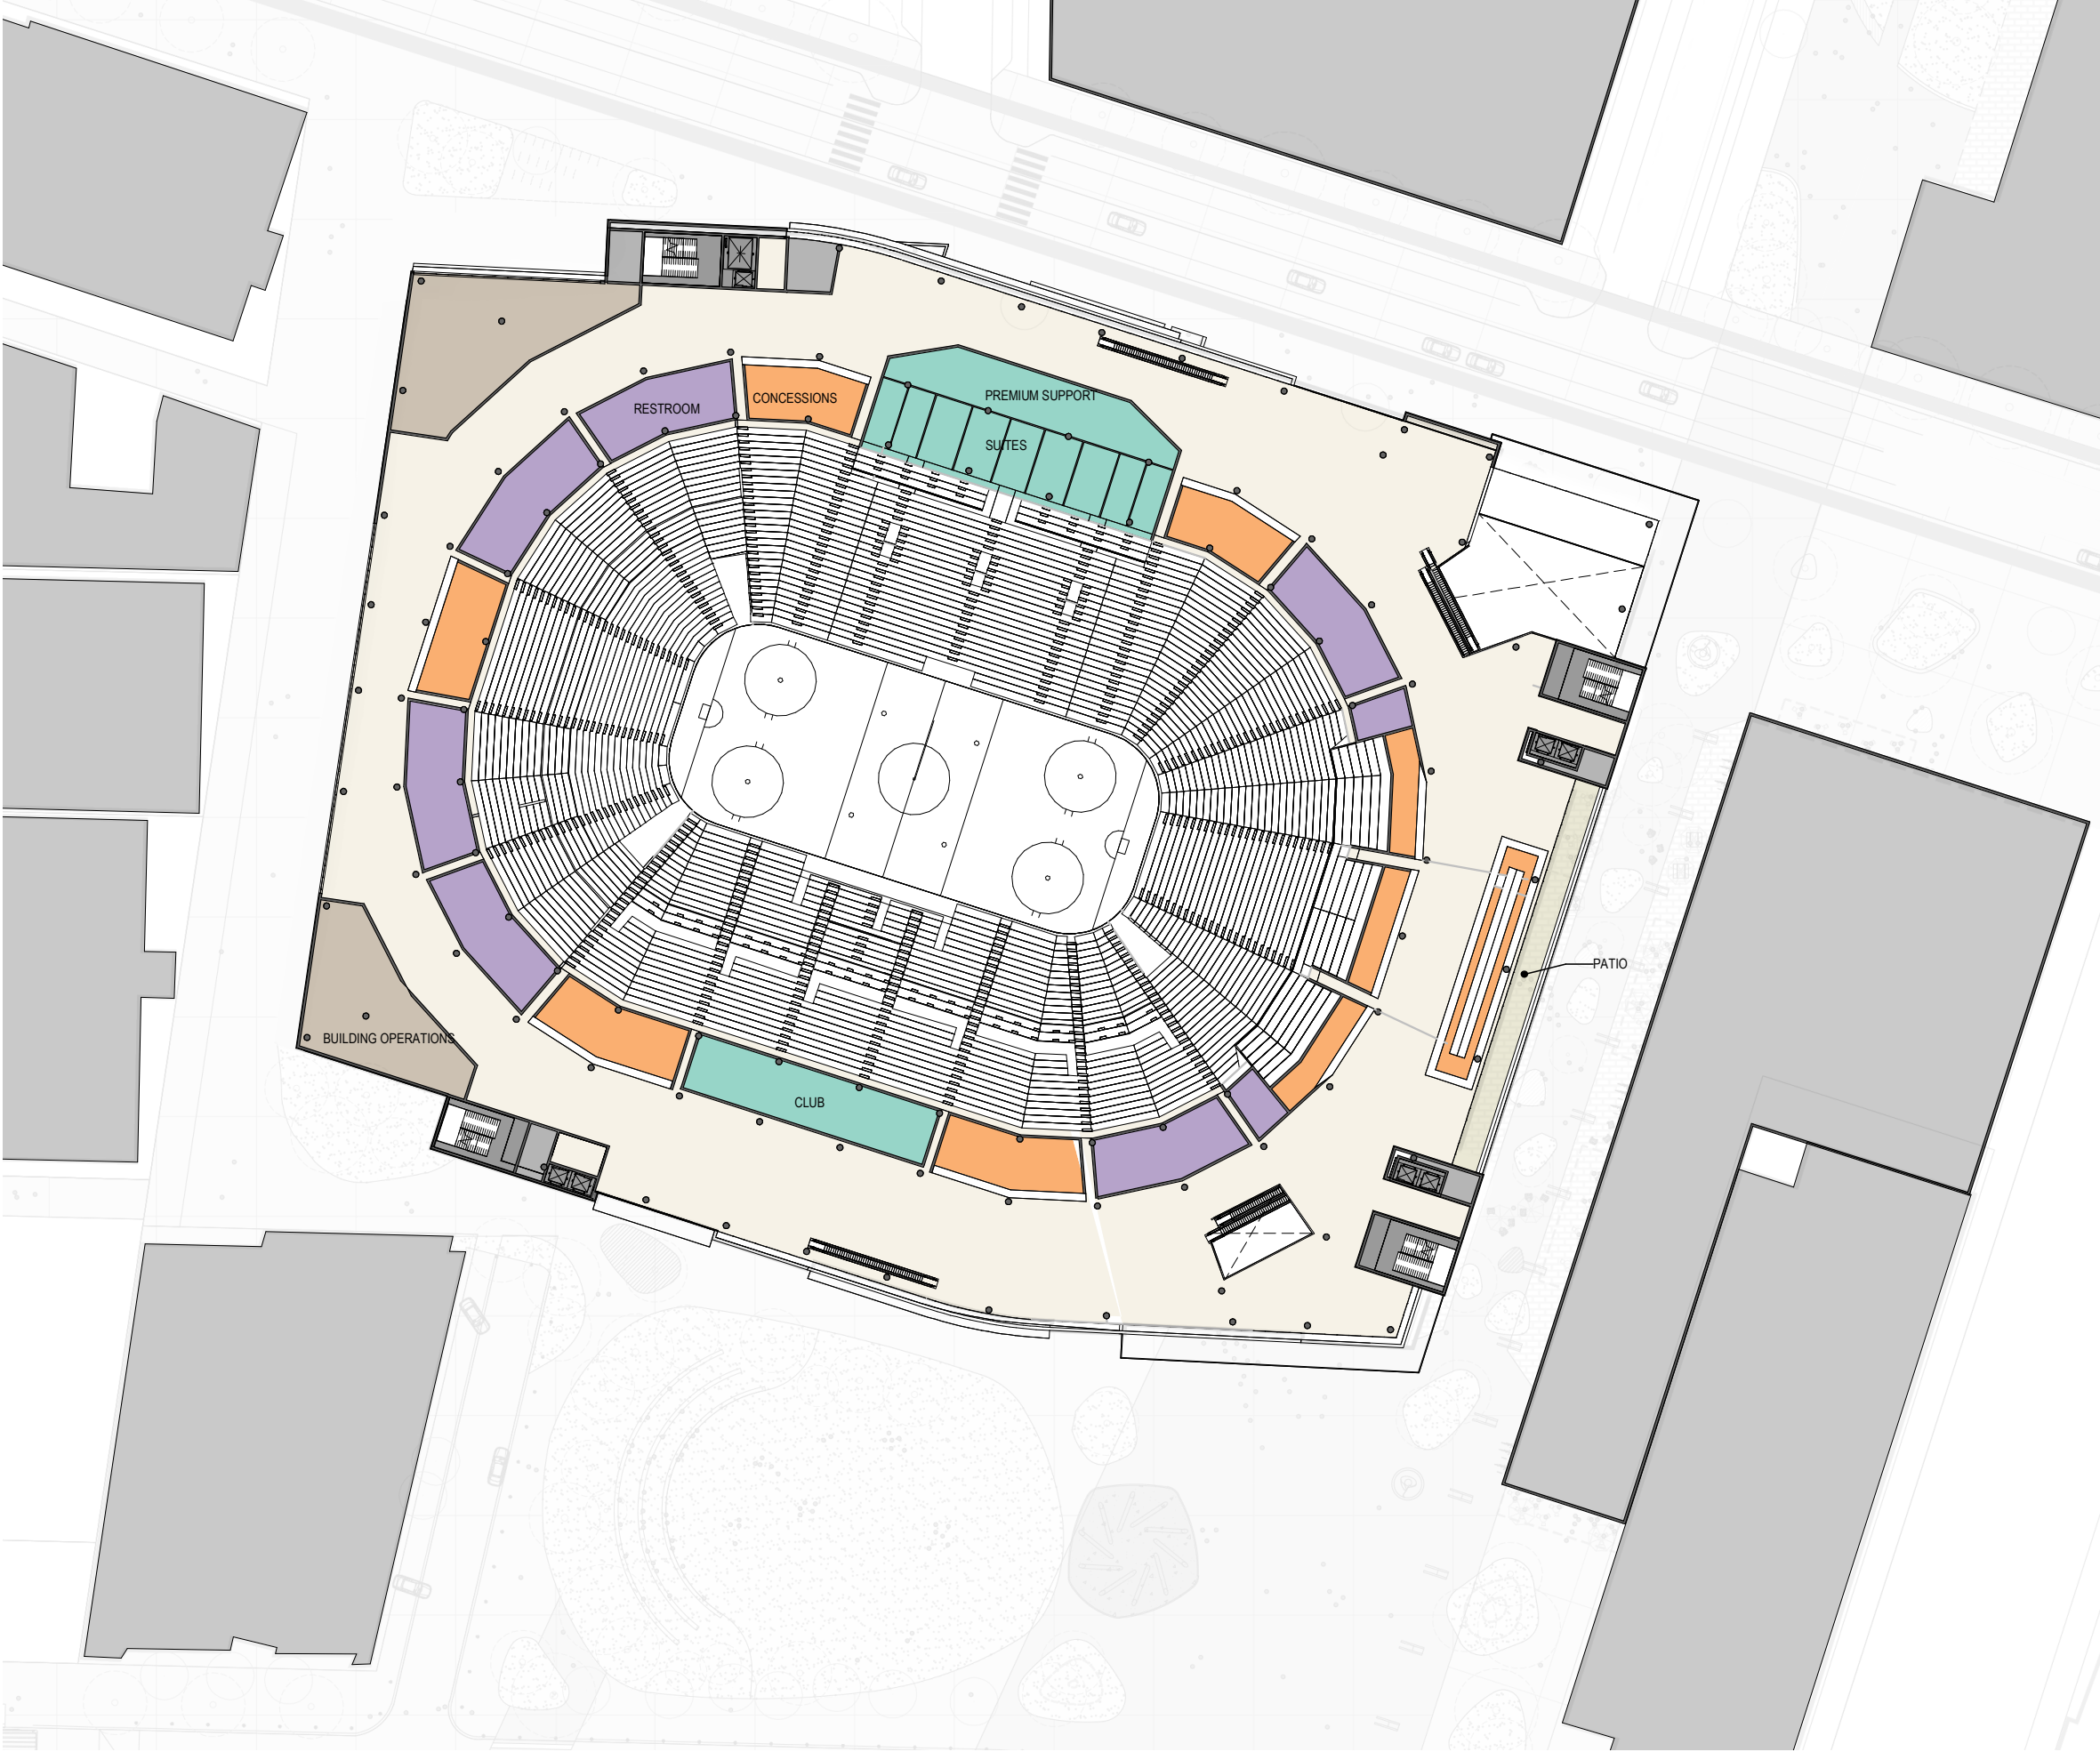 PREMIUM SUPPORT
CONCESSIONS
RESTROOM
SUITES
PATIO
BUILDING OPERATIONS
CLUB